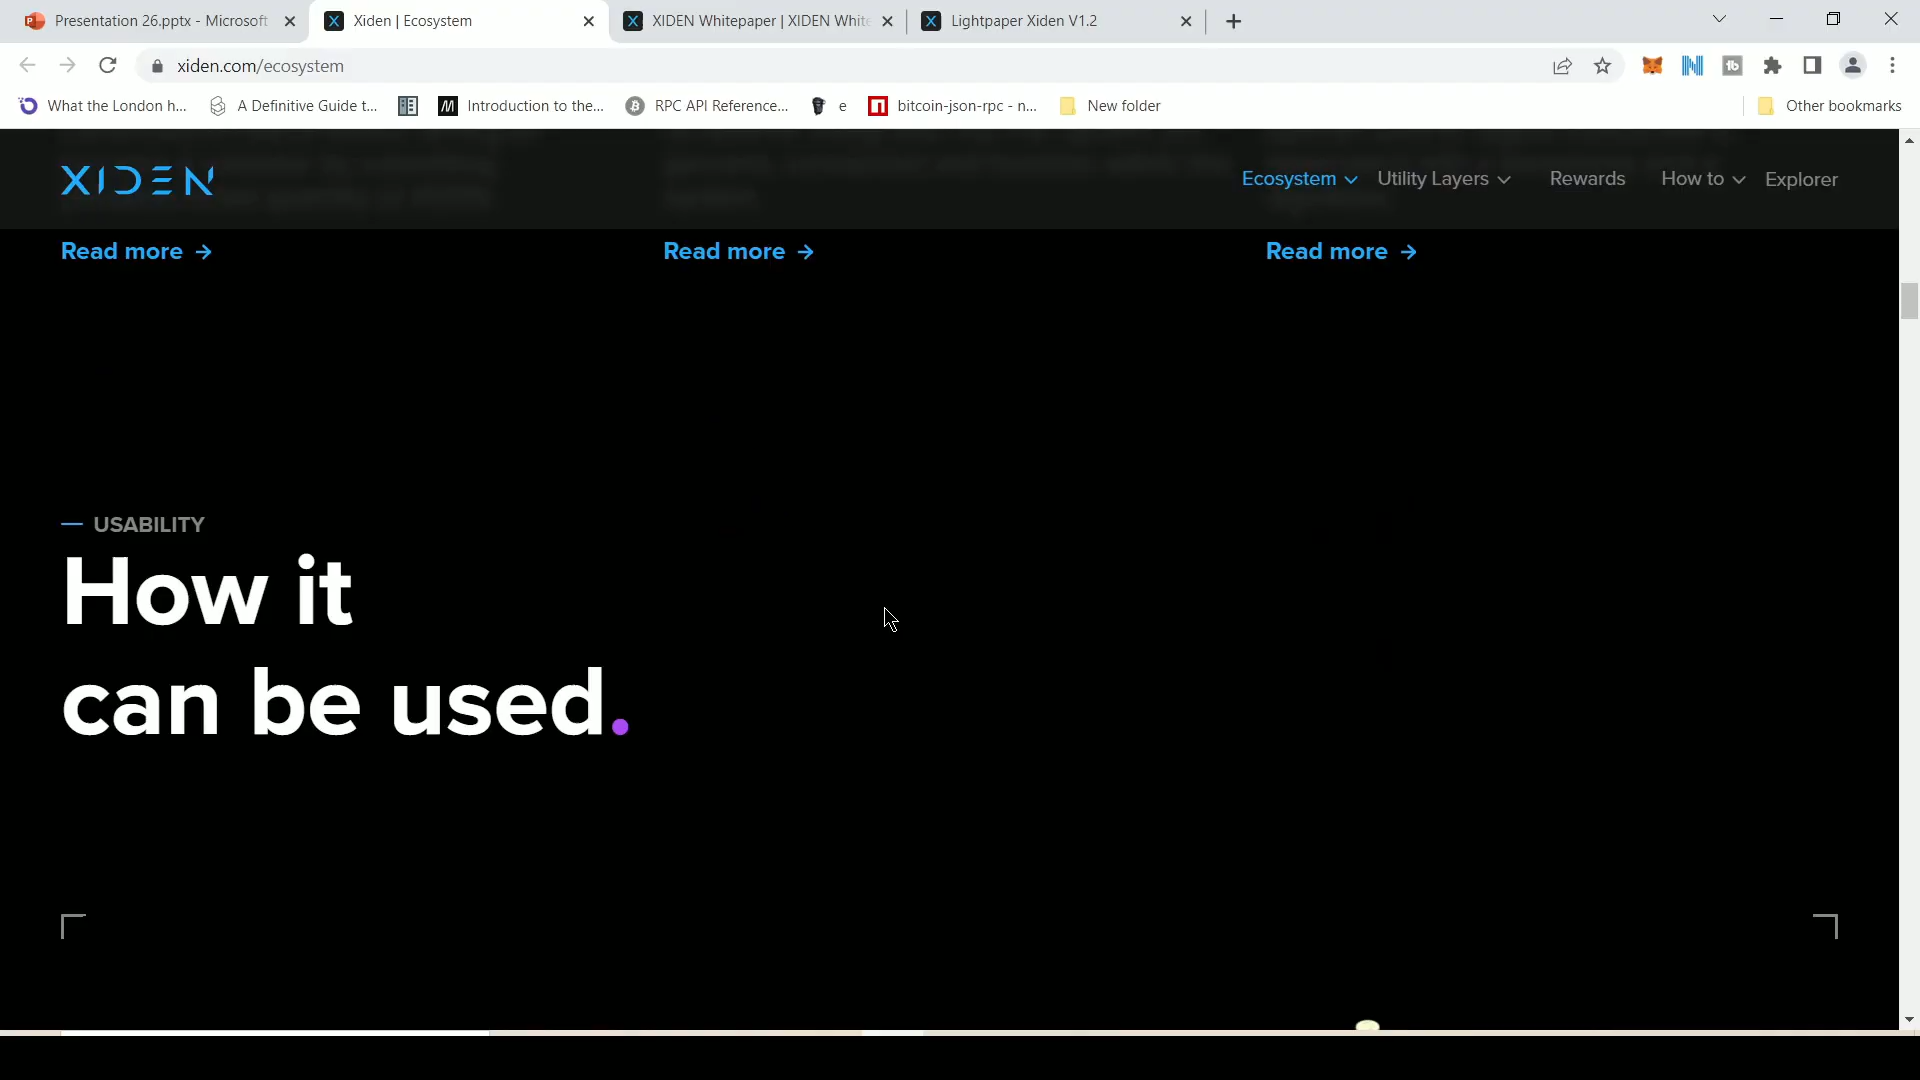 Presentation 26.pptx - Microsoft
Xiden | Ecosystem
XIDEN Whitepaper | XIDEN White
Lightpaper Xiden V1.2
xiden.com/ecosystem
What the London h...
A Definitive Guide t...
Introduction to the...
RPC API Reference...
e
bitcoin-json-rpc - n...
New folder
Other bookmarks
XIDEN
Ecosystem
Utility Layers
Rewards
How to
Explorer
Read more →
Read more →
Read more →
USABILITY
How it
can be used.